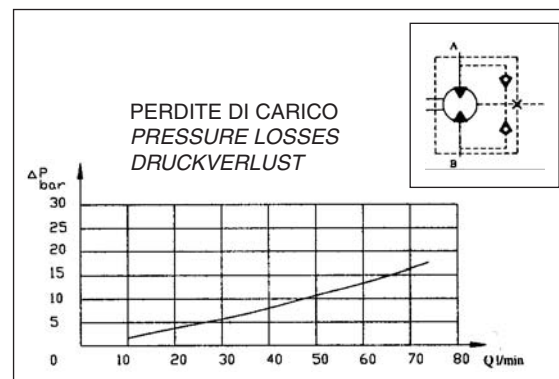 A
B
PERDITE DI CARICO
PRESSURE LOSSES
DRUCKVERLUST
ΔP
bar
30
25
20
15
10
5
0 10 20 30 40 50 60 70 80 Q l/min